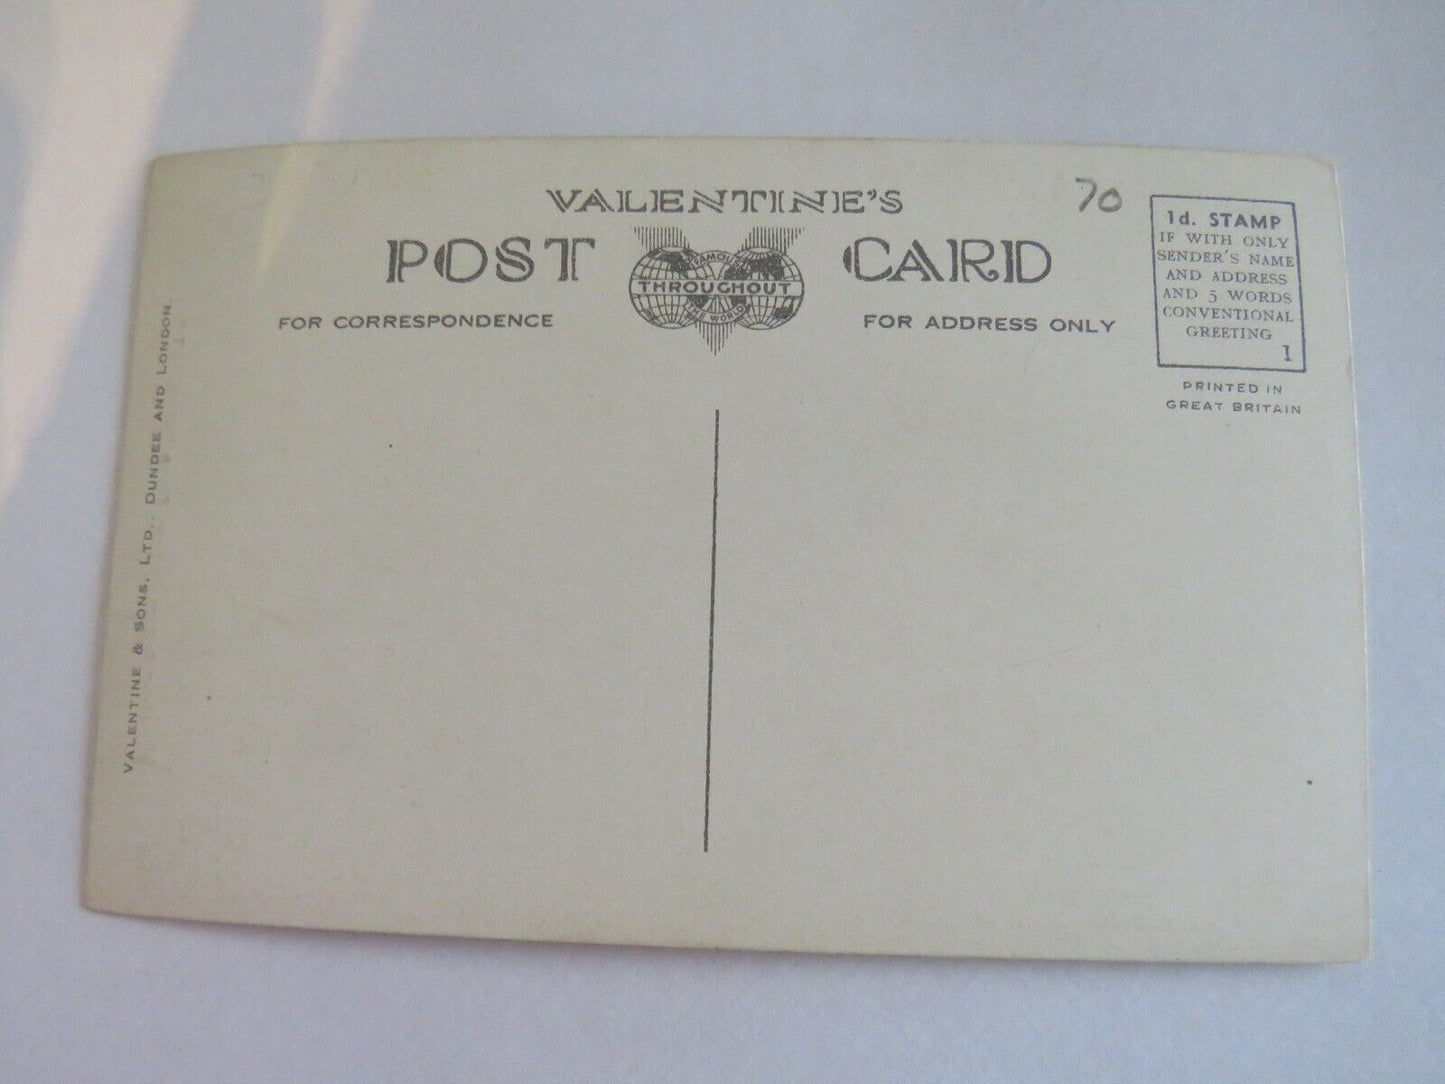 VALENTINE'S
POST CARD
FAMOUS
THROUGHOUT
THE WORLD
FOR CORRESPONDENCE
FOR ADDRESS ONLY
70
1d. STAMP
IF WITH ONLY
SENDER'S NAME
AND ADDRESS
AND 5 WORDS
CONVENTIONAL
GREETING
I
PRINTED IN
GREAT BRITAIN
VALENTINE & SONS, LTD. DUNDEE AND LONDON.